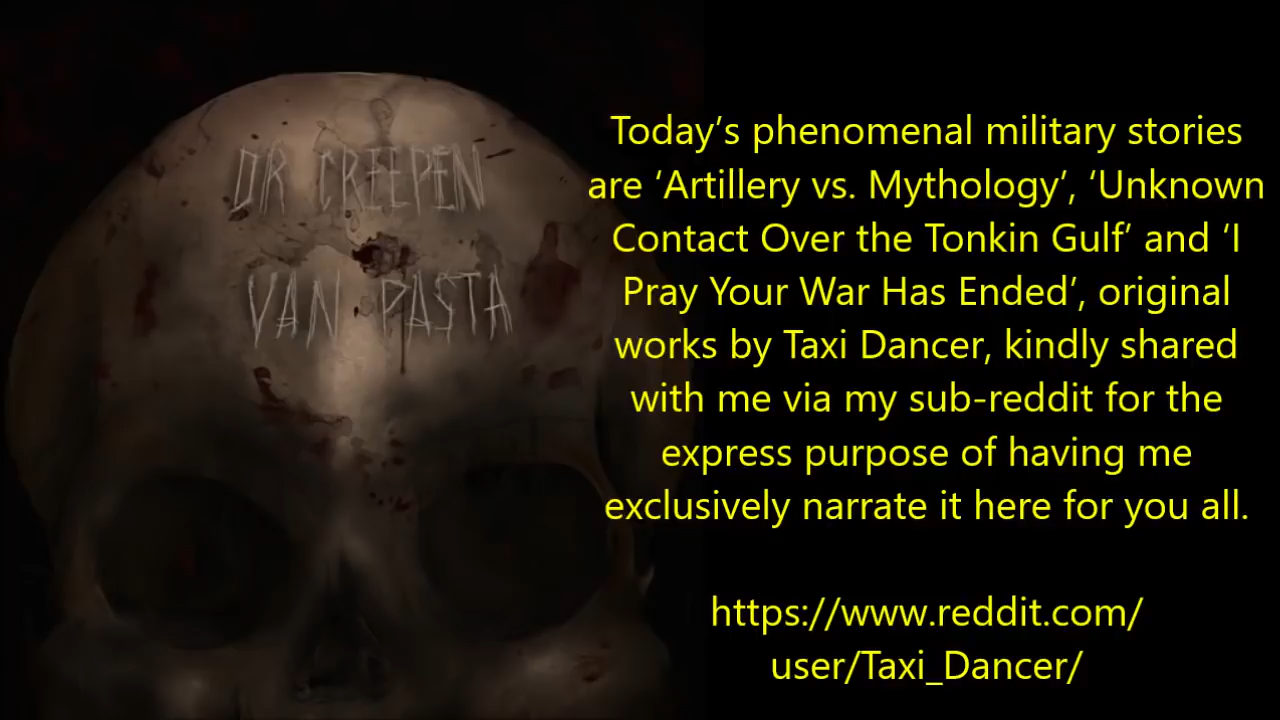 DR CREEPEN
VAN PASTA
Today’s phenomenal military stories
are ‘Artillery vs. Mythology’, ‘Unknown
Contact Over the Tonkin Gulf’ and ‘I
Pray Your War Has Ended’, original
works by Taxi Dancer, kindly shared
with me via my sub-reddit for the
express purpose of having me
exclusively narrate it here for you all.
https://www.reddit.com/
user/Taxi_Dancer/